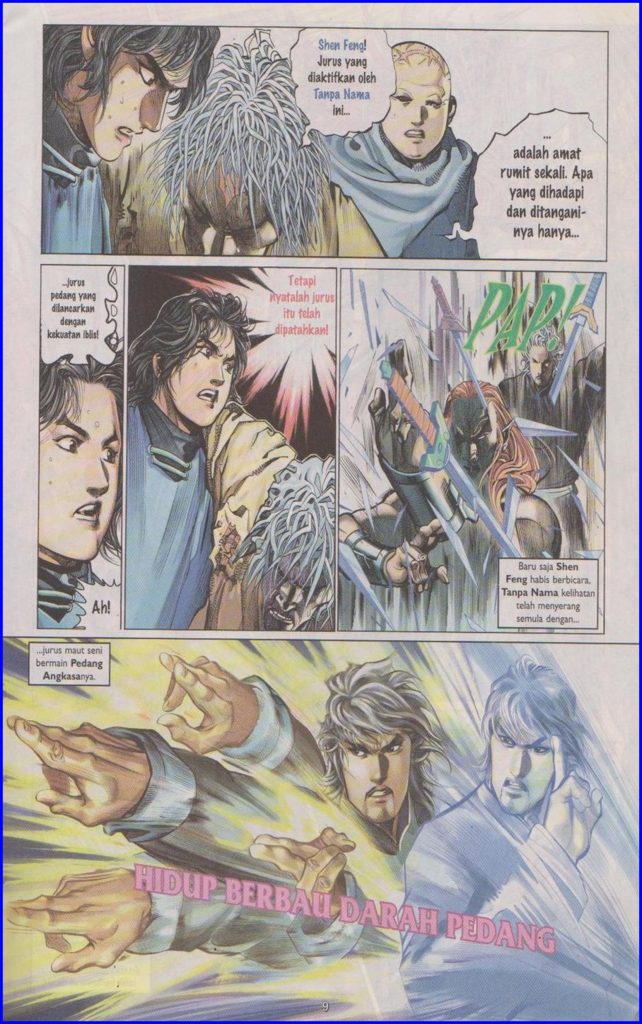 Shen Feng!
Jurus yang
diaktifkan oleh
Tanpa Nama
ini...
...
adalah amat
rumit sekali. Apa
yang dihadapi
dan ditangani-
nya hanya...
...jurus
pedang yang
dilancarkan
dengan
kekuatan iblis!
Ah!
Tetapi
nyatalah jurus
itu telah
dipatahkan!
PAP!
Baru saja Shen
Feng habis berbicara,
Tanpa Nama kelihatan
telah menyerang
semula dengan...
...jurus maut seni
bermain Pedang
Angkasanya.
HIDUP BERBAU DARAH PEDANG
9